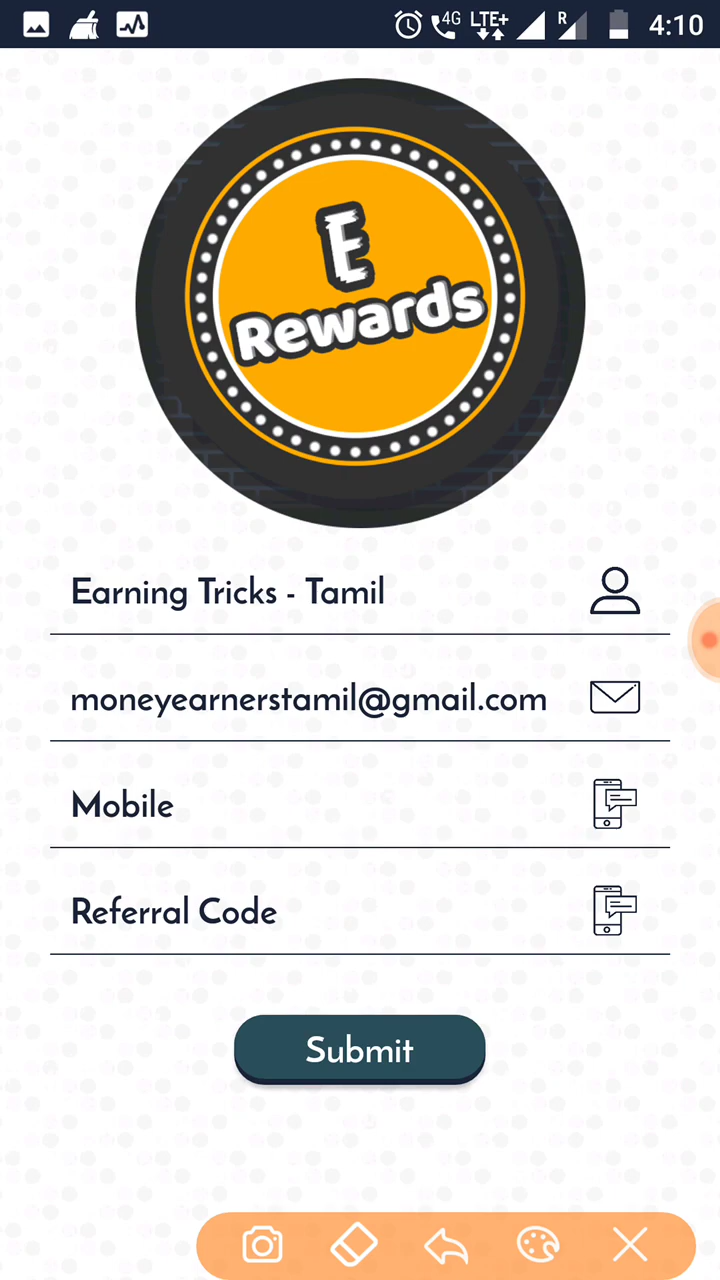 4G LTE+ R 4:10
E
Rewards
Earning Tricks - Tamil
moneyearnerstamil@gmail.com
Mobile
Referral Code
Submit